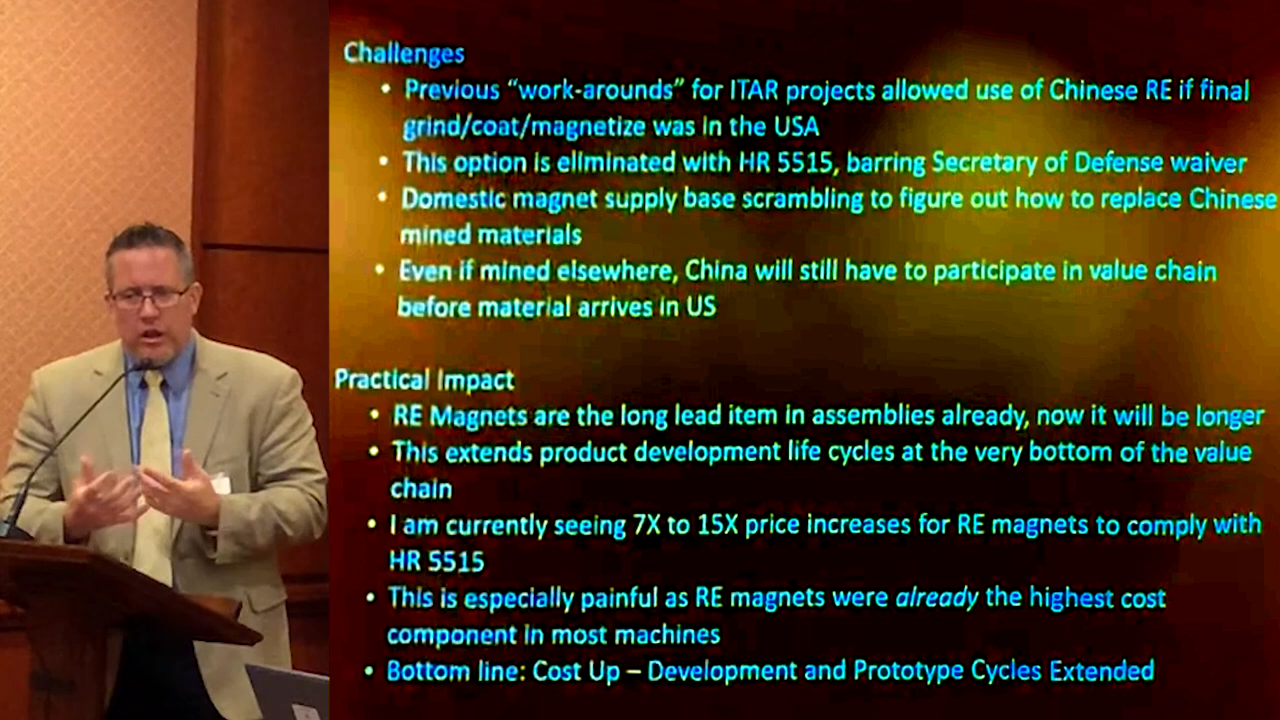 Challenges
• Previous “work-arounds” for ITAR projects allowed use of Chinese RE if final
grind/coat/magnetize was in the USA
• This option is eliminated with HR 5515, barring Secretary of Defense waiver
• Domestic magnet supply base scrambling to figure out how to replace Chinese
mined materials
• Even if mined elsewhere, China will still have to participate in value chain
before material arrives in US
Practical Impact
• RE Magnets are the long lead item in assemblies already, now it will be longer
• This extends product development life cycles at the very bottom of the value
chain
• I am currently seeing 7X to 15X price increases for RE magnets to comply with
HR 5515
• This is especially painful as RE magnets were already the highest cost
component in most machines
• Bottom line: Cost Up – Development and Prototype Cycles Extended